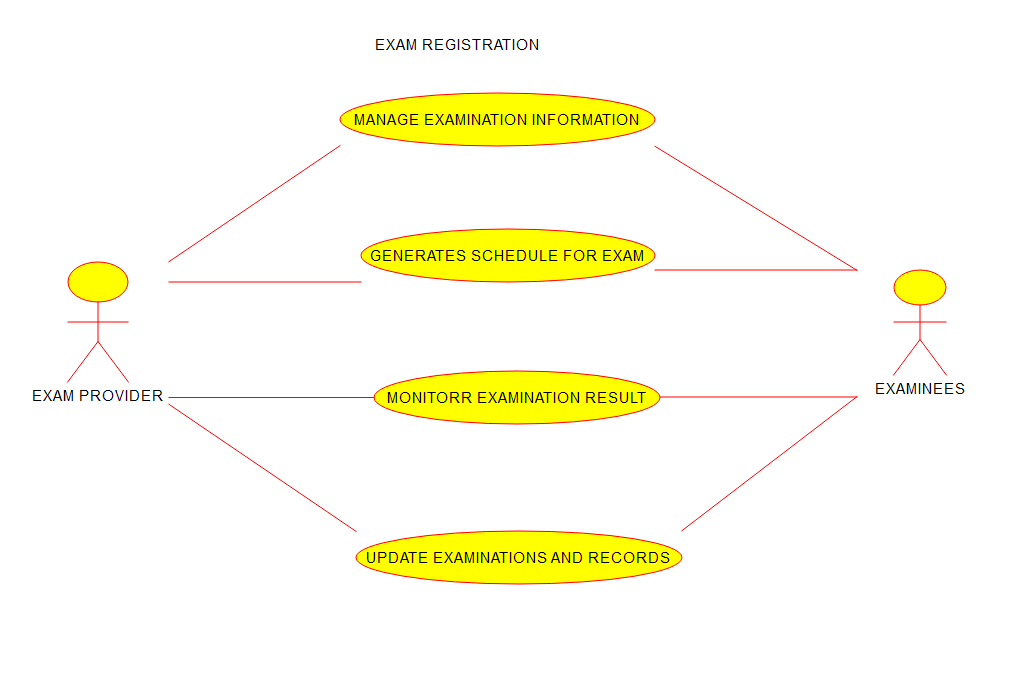 EXAM REGISTRATION
MANAGE EXAMINATION INFORMATION
GENERATES SCHEDULE FOR EXAM
EXAM PROVIDER
EXAMINEES
MONITORR EXAMINATION RESULT
UPDATE EXAMINATIONS AND RECORDS